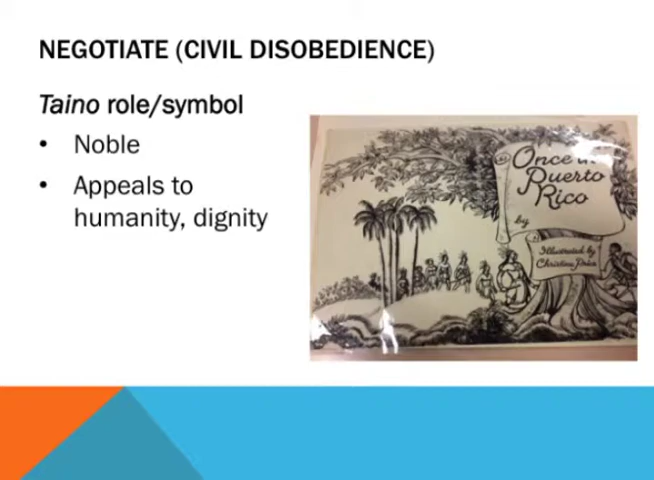 NEGOTIATE (CIVIL DISOBEDIENCE)
Taino role/symbol
• Noble
• Appeals to
humanity, dignity
Once in
Puerto
Rico
by
Illustrated by
Christine Price